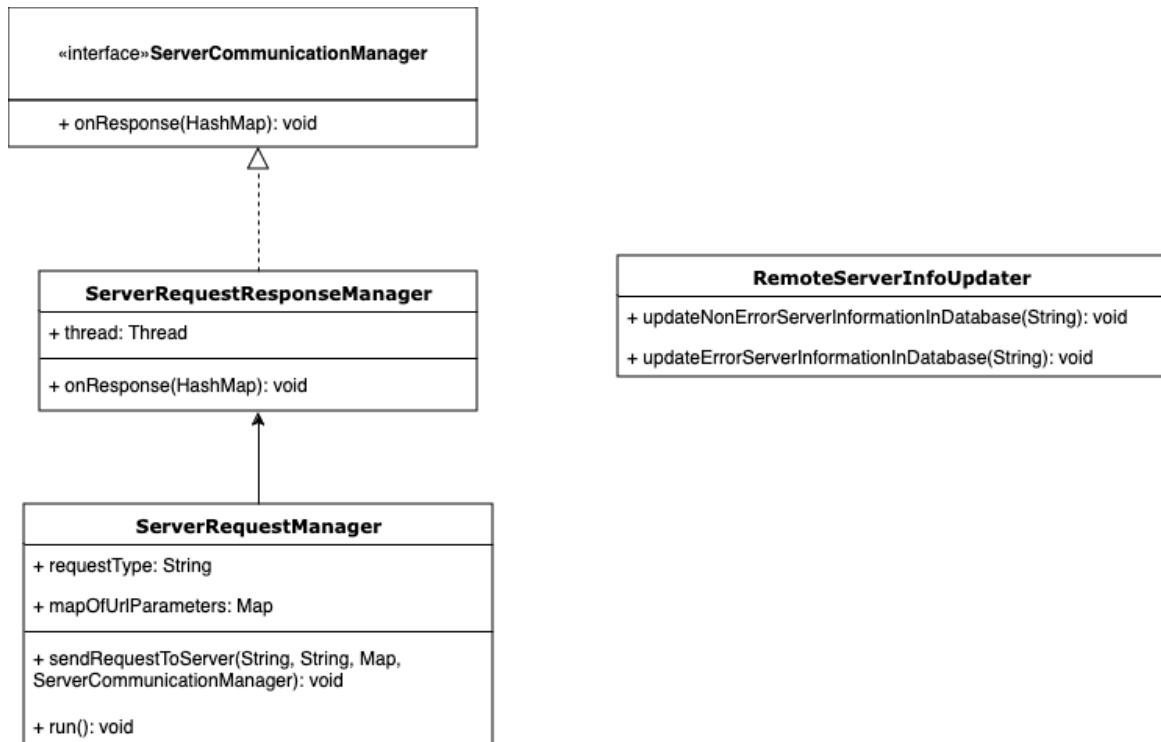 «interface»ServerCommunicationManager
+ onResponse(HashMap): void
ServerRequestResponseManager
+ thread: Thread
+ onResponse(HashMap): void
RemoteServerInfoUpdater
+ updateNonErrorServerInformationInDatabase(String): void
+ updateErrorServerInformationInDatabase(String): void
ServerRequestManager
+ requestType: String
+ mapOfUrlParameters: Map
+ sendRequestToServer(String, String, Map,
ServerCommunicationManager): void
+ run(): void